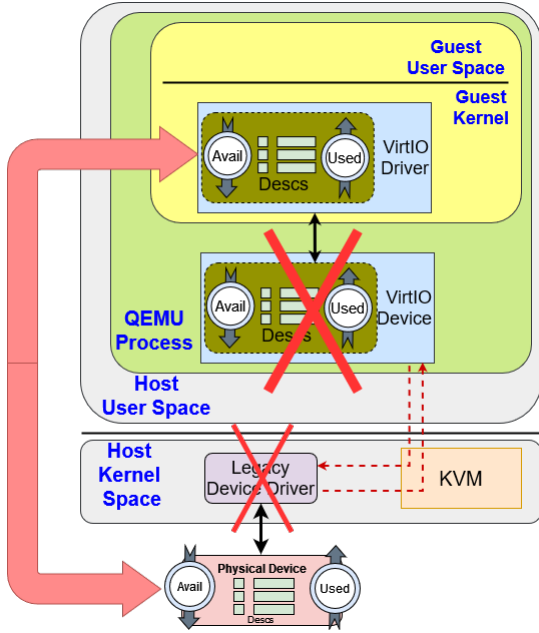 Guest
User Space
Guest
Kernel
Avail
Used
Descs
VirtIO
Driver
Avail
Used
Descs
VirtIO
Device
QEMU
Process
Host
User Space
Host
Kernel
Space
Legacy
Device Driver
KVM
Physical Device
Avail
Used
Descs